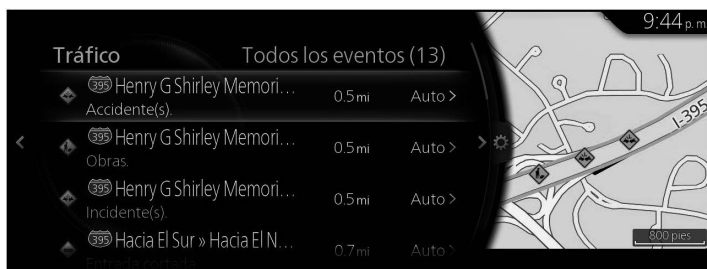 9:44 p. m.
Tráfico Todos los eventos (13)
395 Henry G Shirley Memori... 0.5 mi Auto >
Accidente(s).
395 Henry G Shirley Memori... 0.5 mi Auto >
Obras.
395 Henry G Shirley Memori... 0.5 mi Auto >
Incidente(s).
395 Hacia El Sur » Hacia El N... 0.7 mi Auto >
Entrada cortada
I-395
800 pies